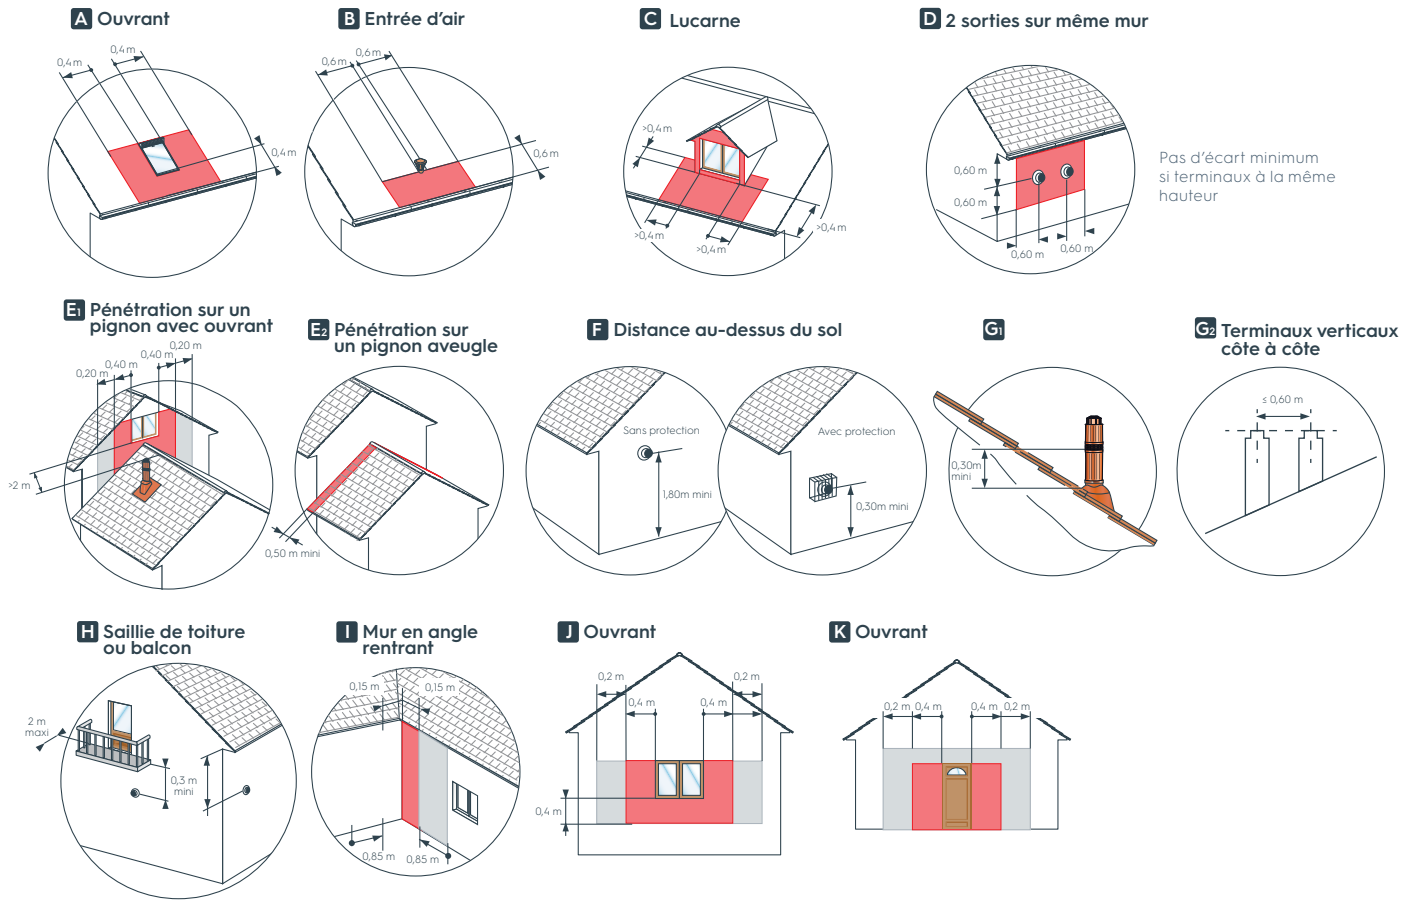 A Ouvrant
0,4 m
0,4 m
0,4 m
B Entrée d'air
0,6 m
0,6 m
0,6 m
C Lucarne
>0,4 m
>0,4 m
>0,4 m
>0,4 m
D 2 sorties sur même mur
0,60 m
0,60 m
0,60 m
0,60 m
Pas d'écart minimum
si terminaux à la même
hauteur
E1 Pénétration sur un
pignon avec ouvrant
0,20 m
0,40 m
0,40 m
0,20 m
>2 m
E2 Pénétration sur
un pignon aveugle
0,50 m mini
F Distance au-dessus du sol
Sans protection
1,80m mini
Avec protection
0,30m mini
G1
0,30m
mini
G2 Terminaux verticaux
côte à côte
≤ 0,60 m
H Saillie de toiture
ou balcon
2 m
maxi
0,3 m
mini
I Mur en angle
rentrant
0,15 m
0,15 m
0,85 m
0,85 m
J Ouvrant
0,2 m
0,2 m
0,4 m
0,4 m
0,4 m
K Ouvrant
0,2 m
0,4 m
0,4 m
0,2 m